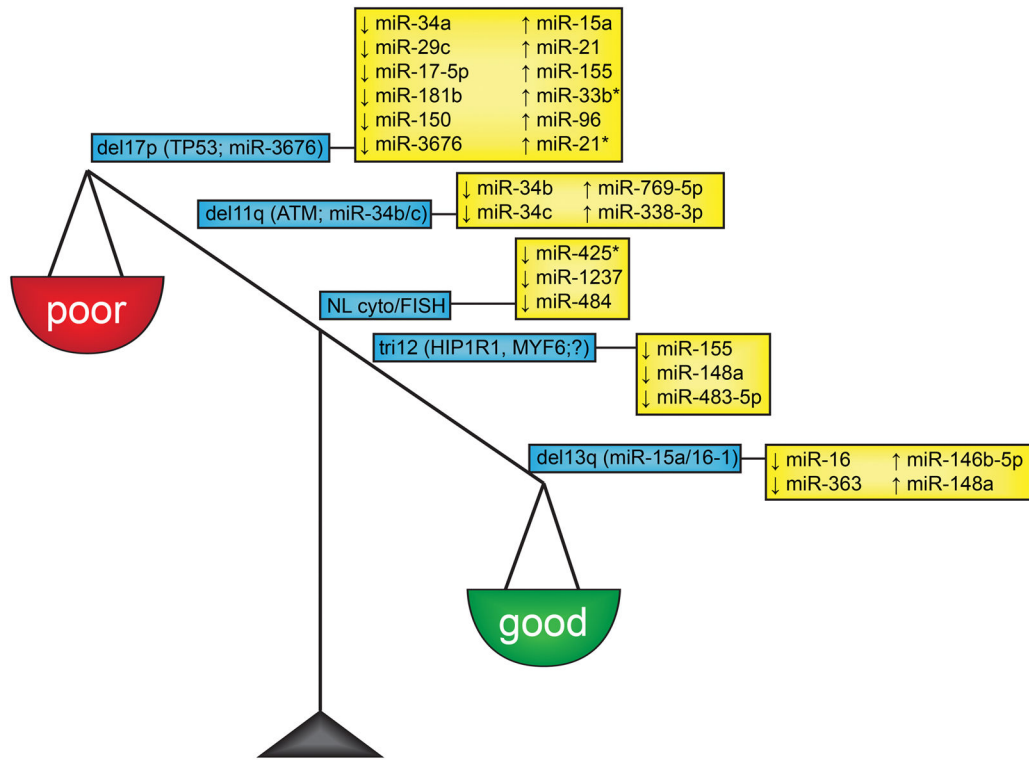 ↓ miR-34a ↑ miR-15a
↓ miR-29c ↑ miR-21
↓ miR-17-5p ↑ miR-155
↓ miR-181b ↑ miR-33b*
↓ miR-150 ↑ miR-96
↓ miR-3676 ↑ miR-21*
del17p (TP53; miR-3676)
↓ miR-34b ↑ miR-769-5p
↓ miR-34c ↑ miR-338-3p
del11q (ATM; miR-34b/c)
↓ miR-425*
↓ miR-1237
↓ miR-484
NL cyto/FISH
poor
tri12 (HIP1R1, MYF6;?)
↓ miR-155
↓ miR-148a
↓ miR-483-5p
del13q (miR-15a/16-1)
↓ miR-16 ↑ miR-146b-5p
↓ miR-363 ↑ miR-148a
good